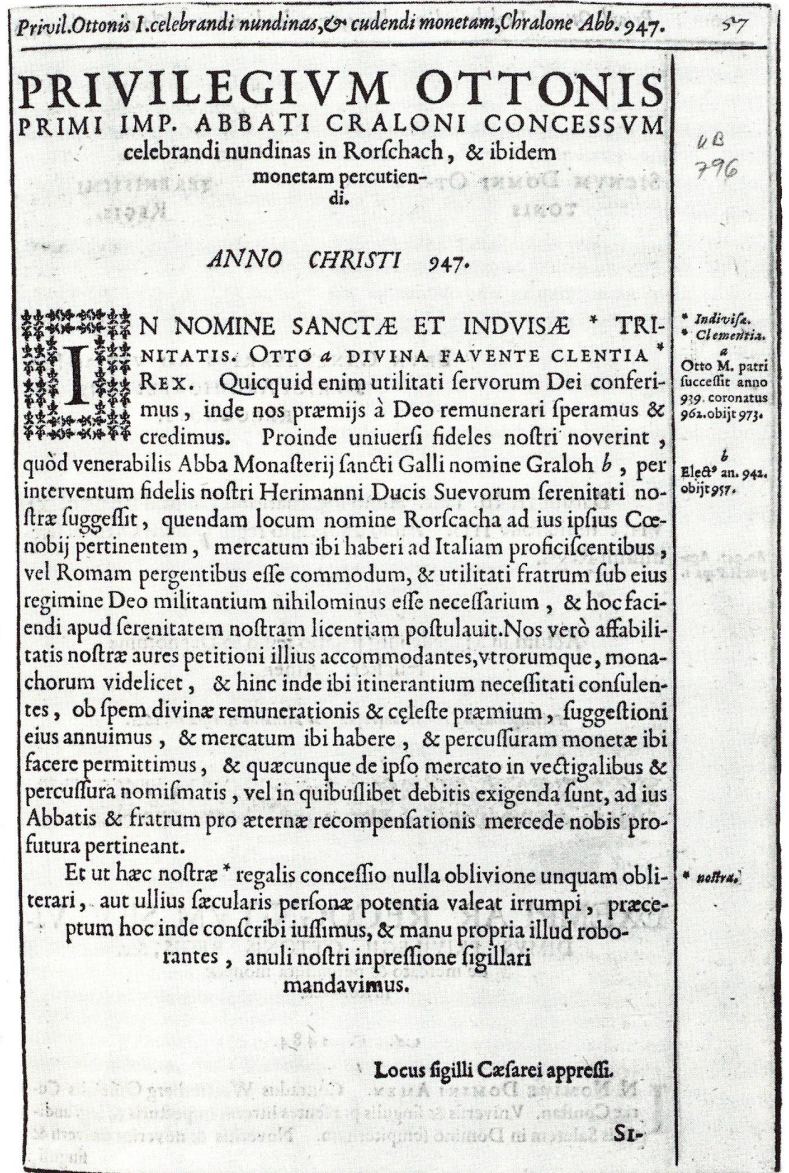 Privil.Ottonis I.celebrandi nundinas,& cudendi monetam,Chralone Abb.947. 57
PRIVILEGIVM OTTONIS
PRIMI IMP. ABBATI CRALONI CONCESSVM
celebrandi nundinas in Rorſchach, & ibidem
monetam percutien-
di.
UB
796
ANNO CHRISTI 947.
IN NOMINE SANCTÆ ET INDVISÆ * TRI-
NITATIS. OTTO a DIVINA FAVENTE CLENTIA *
REX. Quicquid enim utilitati ſervorum Dei conferi-
mus, inde nos præmijs à Deo remunerari ſperamus &
credimus. Proinde uniuerſi fideles noſtri noverint,
quòd venerabilis Abba Monaſterij ſancti Galli nomine Graloh b, per
interventum fidelis noſtri Herimanni Ducis Suevorum ſerenitati no-
ſtræ ſuggeſſit, quendam locum nomine Rorſcacha ad ius ipſius Cœ-
nobij pertinentem, mercatum ibi haberi ad Italiam proficiſcentibus,
vel Romam pergentibus eſſe commodum, & utilitati fratrum ſub eius
regimine Deo militantium nihilominus eſſe neceſſarium, & hoc faci-
endi apud ſerenitatem noſtram licentiam poſtulauit.Nos verò affabili-
tatis noſtræ aures petitioni illius accommodantes,vtrorumque, mona-
chorum videlicet, & hinc inde ibi itinerantium neceſſitati conſulen-
tes, ob ſpem divinæ remunerationis & cęleſte præmium, ſuggeſtioni
eius annuimus, & mercatum ibi habere, & percuſſuram monetæ ibi
facere permittimus, & quæcunque de ipſo mercato in vectigalibus &
percuſſura nomiſmatis, vel in quibuſlibet debitis exigenda ſunt, ad ius
Abbatis & fratrum pro æternæ recompenſationis mercede nobis pro-
futura pertineant.
Et ut hæc noſtræ * regalis conceſſio nulla oblivione unquam obli-
terari, aut ullius ſæcularis perſonæ potentia valeat irrumpi, præce-
ptum hoc inde conſcribi iuſſimus, & manu propria illud robo-
rantes, anuli noſtri inpreſſione ſigillari
mandavimus.
Locus ſigilli Cæſarei appreſſi.
SI-
* Indiviſæ.
* Clementia.
a
Otto M. patri
ſucceſſit anno
939. coronatus
962.obijt 973.
b
Elect⁹ an. 942.
obijt 957.
* noſtra.